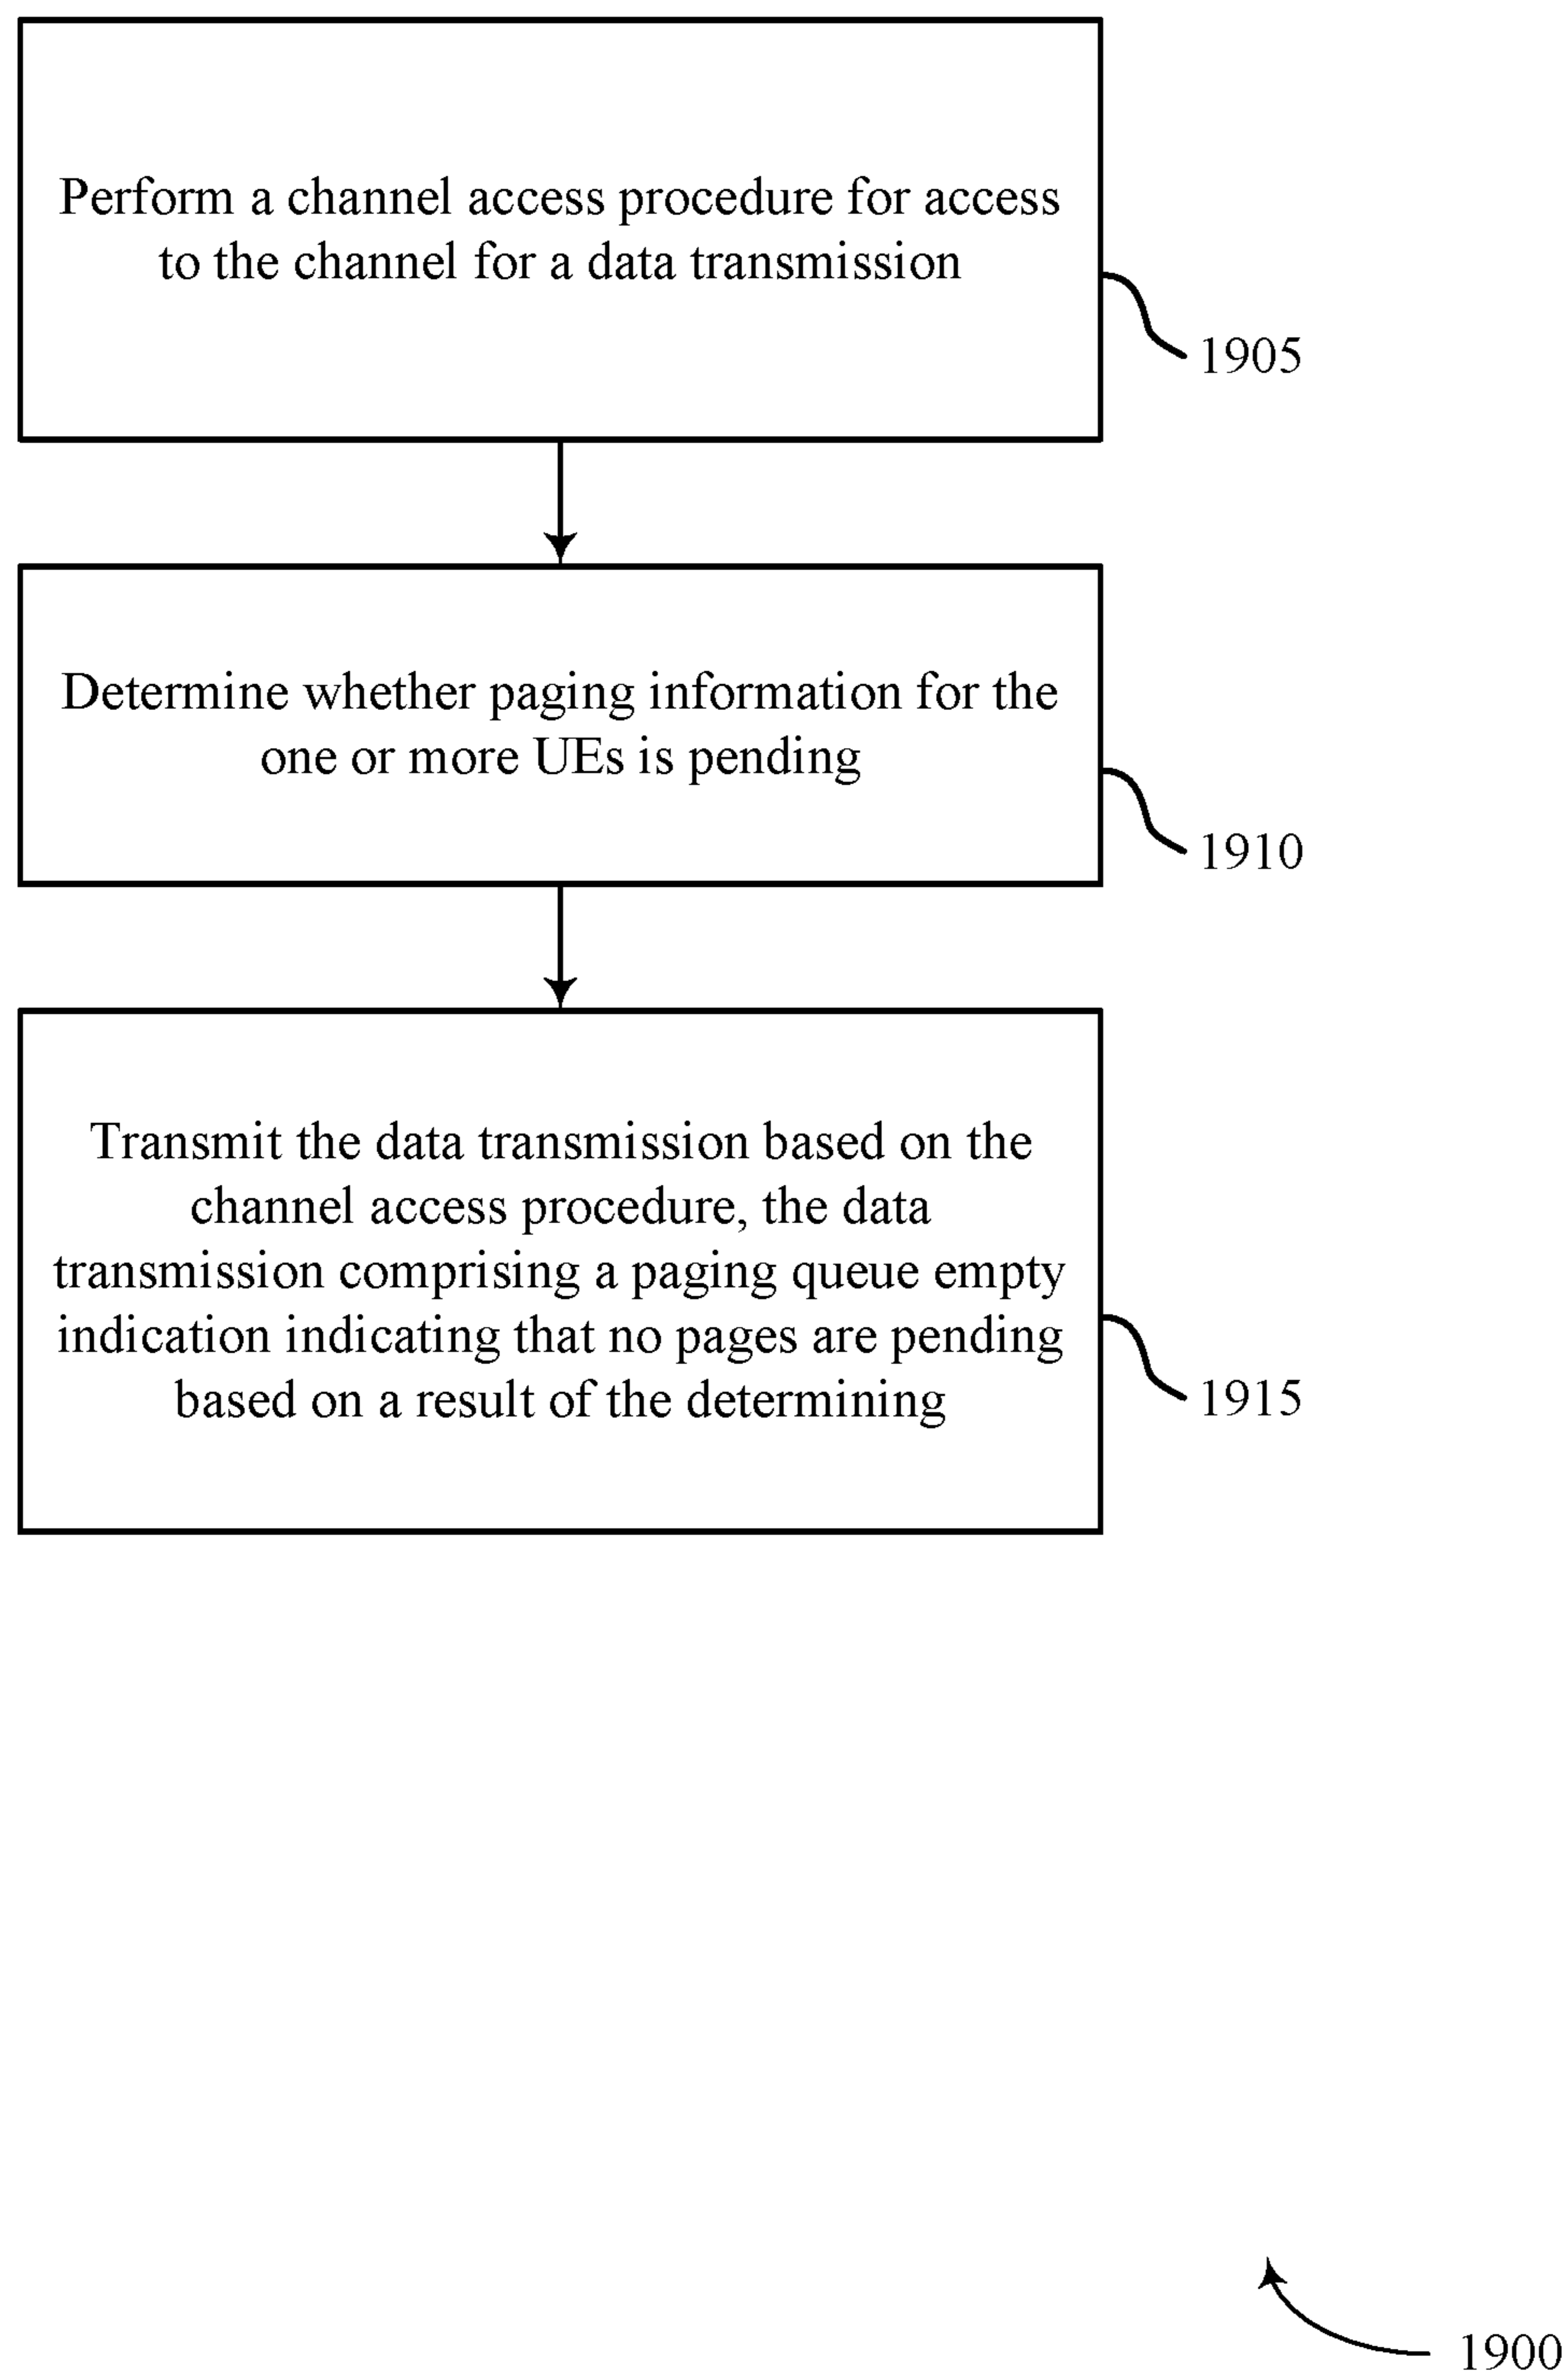 Perform a channel access procedure for access
to the channel for a data transmission
1905
Determine whether paging information for the
one or more UEs is pending
1910
Transmit the data transmission based on the
channel access procedure, the data
transmission comprising a paging queue empty
indication indicating that no pages are pending
based on a result of the determining
1915
1900